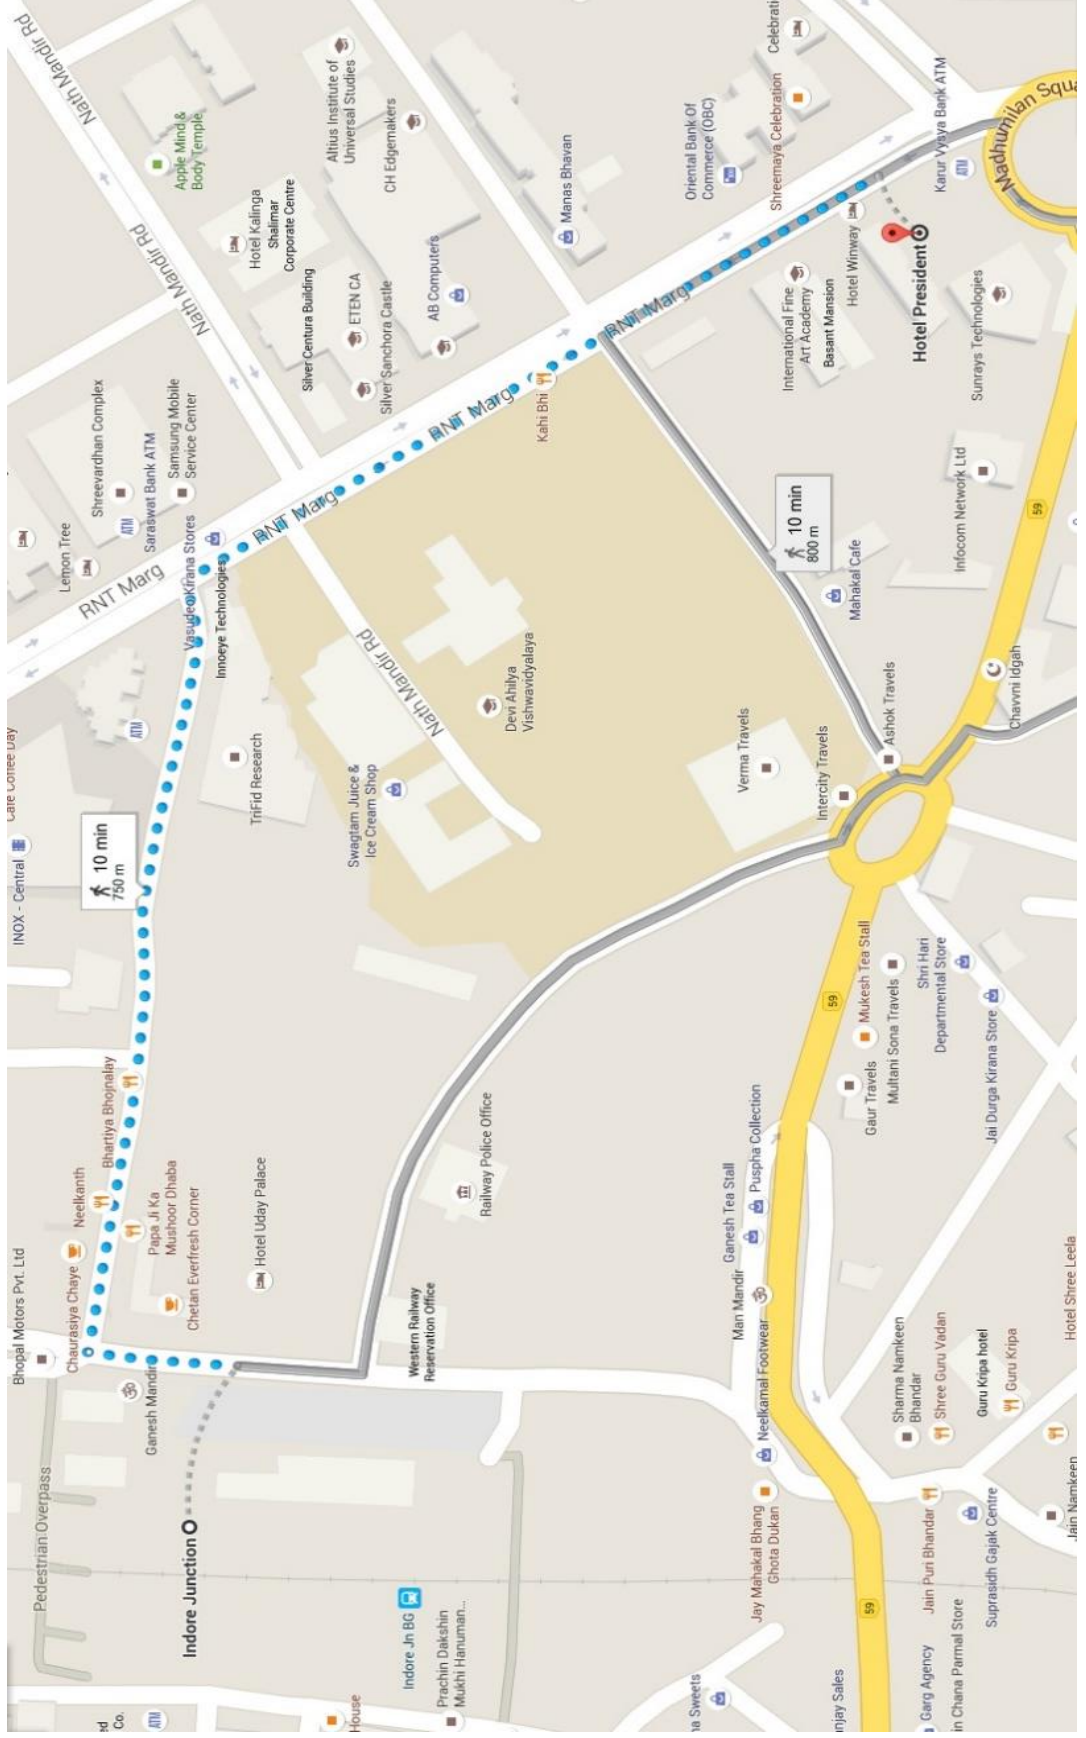 Nath Mandir Rd
Apple Mind &
Body Temple
Altius Institute of
Universal Studies
CH Edgemakers
Hotel Kalinga
Shalimar
Corporate Centre
Silver Centura Building
ETEN CA
Silver Sanchora Castle
AB Computers
Manas Bhavan
Oriental Bank Of
Commerce (OBC)
Shreemaya Celebration
Karur Vysya Bank ATM
ATM
Nath Mandir Rd
Nath Mandir Rd
Shreevardhan Complex
Saraswat Bank ATM
ATM
Samsung Mobile
Service Center
Lemon Tree
RNT Marg
Vasudeo Kirana Stores
Innoeye Technologies
RNT Marg
RNT Marg
RNT Marg
Kahi Bhi
International Fine
Art Academy
Basant Mansion
Hotel Winway
Hotel President
Sunrays Technologies
Infocom Network Ltd
59
10 min
800 m
Mahakal Cafe
Ashok Travels
Chavvni Idgah
Verma Travels
Intercity Travels
Devi Ahilya
Vishwavidyalaya
Nath Mandir Rd
Swagtam Juice &
Ice Cream Shop
TriFid Research
ATM
INOX - Central
10 min
750 m
Bhartiya Bhojnalay
Neelkanth
Chaurasiya Chaye
Papa Ji Ka
Mushoor Dhaba
Chetan Everfresh Corner
Hotel Uday Palace
Bhopal Motors Pvt. Ltd
Ganesh Mandir
Western Railway
Reservation Office
Railway Police Office
59
Mukesh Tea Stall
Multani Sona Travels
Gaur Travels
Shri Hari
Departmental Store
Jai Durga Kirana Store
Puspha Collection
Ganesh Tea Stall
Man Mandir
Neelkamal Footwear
Jay Mahakal Bhang
Ghota Dukan
Sharma Namkeen
Bhandar
Shree Guru Vadan
Guru Kripa hotel
Guru Kripa
Hotel Shree Leela
Jain Namkeen
Jain Puri Bhandar
Suprasidh Gajak Centre
59
Garg Agency
in Chana Parmal Store
Pedestrian Overpass
Indore Junction
Indore Jn BG
Prachin Dakshin
Mukhi Hanuman...
House
ATM
Co.